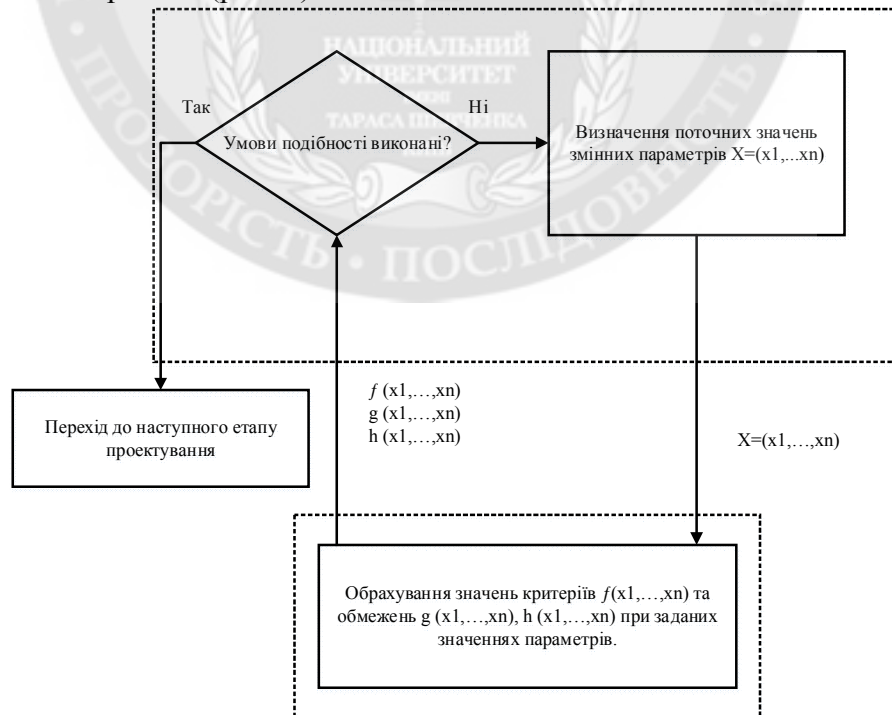 НАЦІОНАЛЬНИЙ
УНІВЕРСИТЕТ
ПРОЗОРІСТЬ • ПОСЛІДОВНІСТЬ •
Так
Ні
Умови подібності виконані?
Визначення поточних значень
змінних параметрів X=(x1,...xn)
Перехід до наступного етапу
проектування
f (x1,…,xn)
g (x1,…,xn)
h (x1,…,xn)
X=(x1,…,xn)
Обрахування значень критеріїв f(x1,…,xn) та
обмежень g (x1,…,xn), h (x1,…,xn) при заданих
значеннях параметрів.